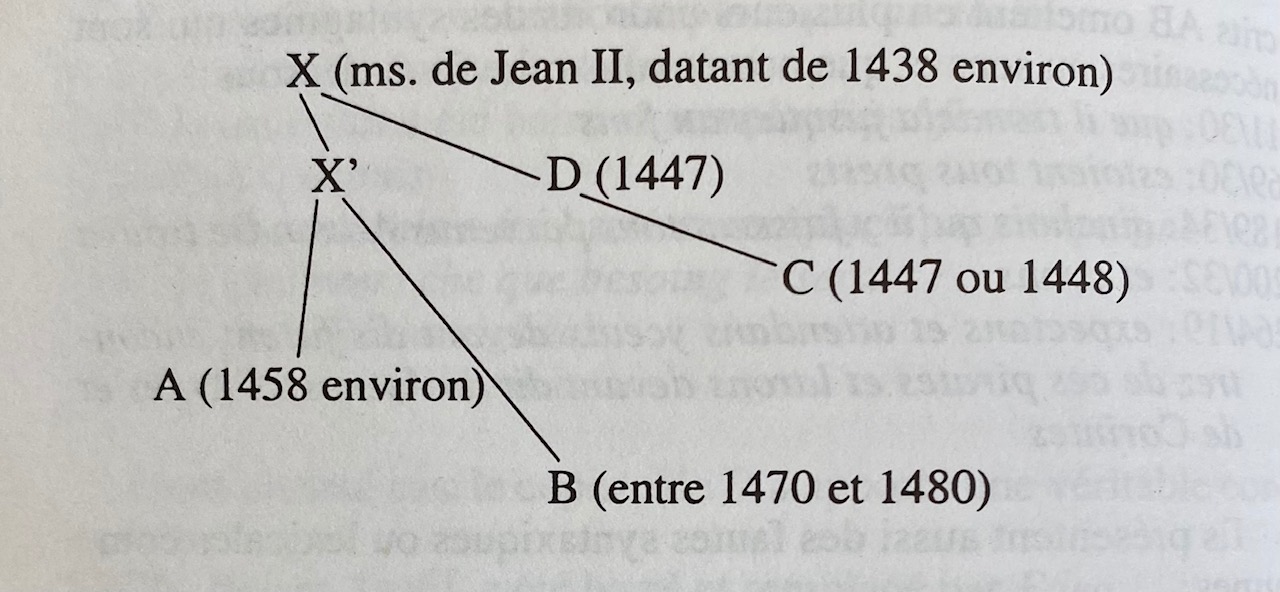 X (ms. de Jean II, datant de 1438 environ)
X’ D (1447)
C (1447 ou 1448)
A (1458 environ)
B (entre 1470 et 1480)